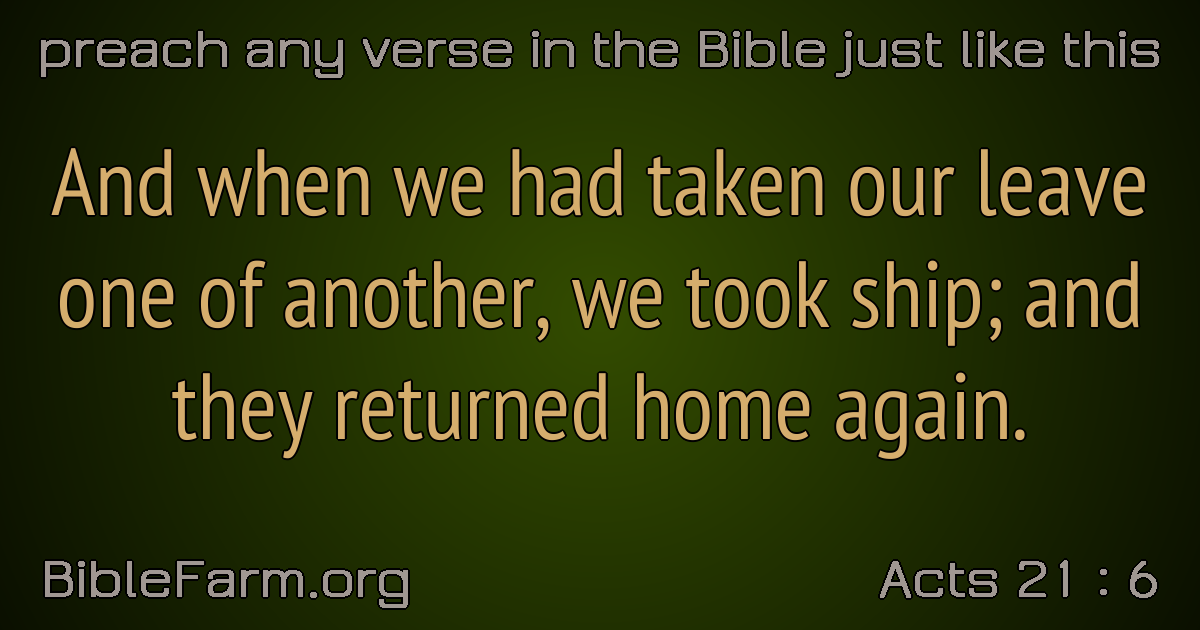 preach any verse in the Bible just like this
And when we had taken our leave
one of another, we took ship; and
they returned home again.
BibleFarm.org
Acts 21 : 6